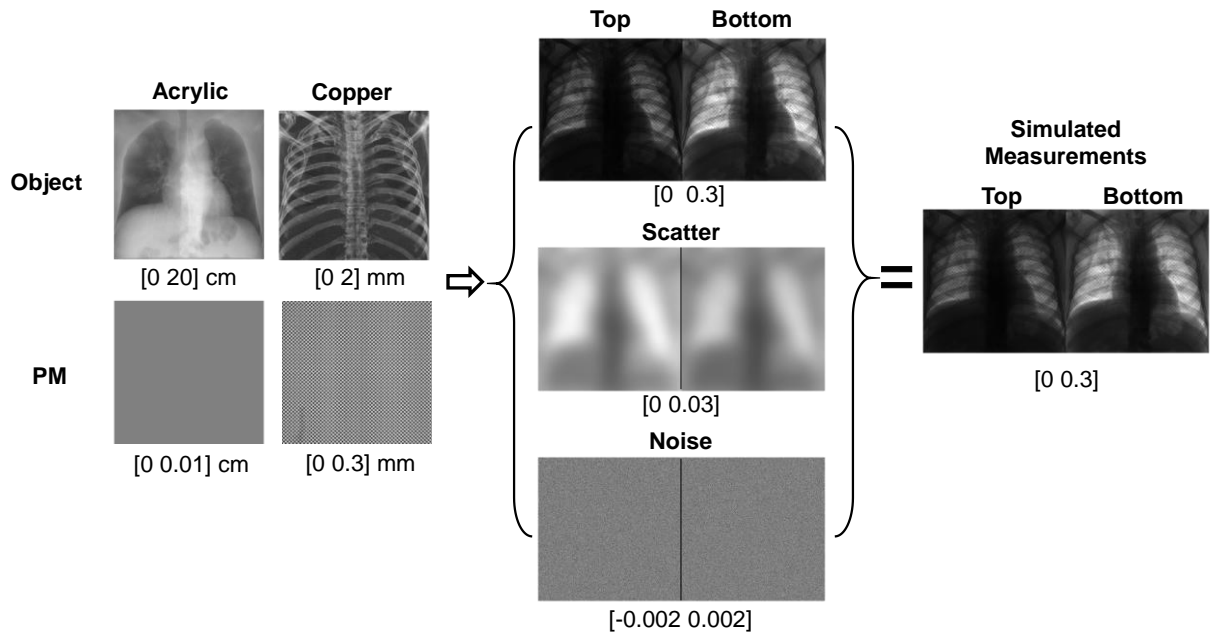 Acrylic
Copper
Object
[0 20] cm
[0 2] mm
PM
[0 0.01] cm
[0 0.3] mm
Top
Bottom
[0 0.3]
Scatter
[0 0.03]
Noise
[-0.002 0.002]
Simulated
Measurements
Top
Bottom
[0 0.3]